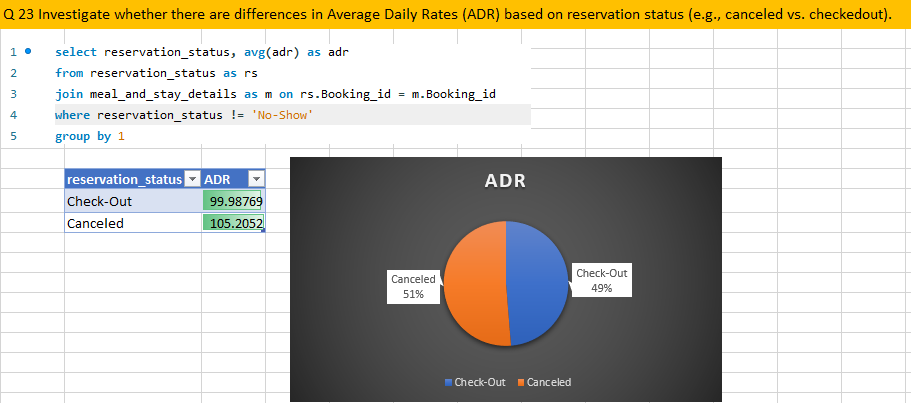 Q 23 Investigate whether there are differences in Average Daily Rates (ADR) based on reservation status (e.g., canceled vs. checkedout).
1 select reservation_status, avg(adr) as adr
2 from reservation_status as rs
3 join meal_and_stay_details as m on rs.Booking_id = m.Booking_id
4 where reservation_status != 'No-Show'
5 group by 1
reservation_status ADR
Check-Out 99.98769
Canceled 105.2052
ADR
Canceled
51%
Check-Out
49%
Check-Out Canceled